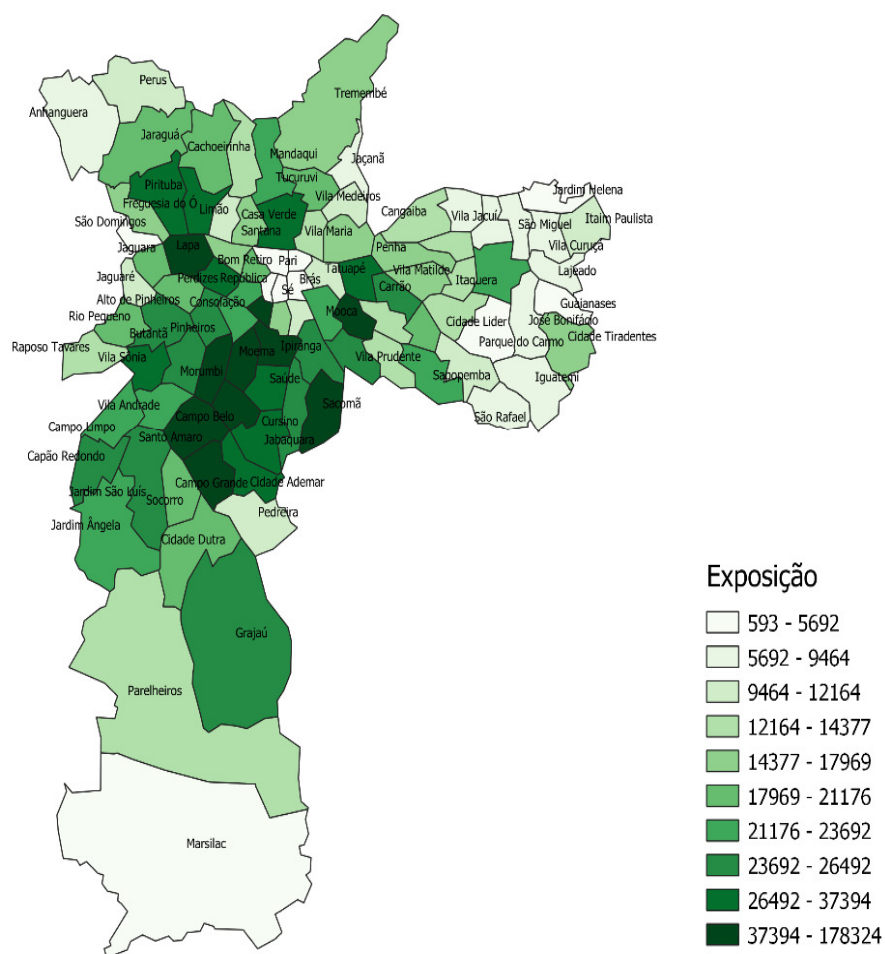 Perus
Tremembé
Anhanguera
Jaraguá
Cachoeirinha
Mandaqui
Jaçanã
Tucuruvi
Pirituba
Jardim Helena
Vila Medeiros
Freguesia do Ó
Limão
Casa Verde
Cangaíba
Vila Jacuí
São Miguel
Itaim Paulista
São Domingos
Santana
Vila Maria
Jaguara
Lapa
Penha
Vila Curuçá
Bom Retiro
Pari
Tatuapé
Vila Matilde
Itaquera
Lajeado
Jaguaré
Perdizes
República
Brás
Carrão
Sé
Alto de Pinheiros
Consolação
Guaianases
Rio Pequeno
Mooca
Cidade Lider
José Bonifácio
Butantã
Pinheiros
Parque do Carmo
Cidade Tiradentes
Raposo Tavares
Vila Sônia
Moema
Ipiranga
Vila Prudente
Morumbi
Saúde
Sapopemba
Iguatemi
Vila Andrade
Campo Belo
Sacomã
São Rafael
Campo Limpo
Santo Amaro
Cursino
Jabaquara
Capão Redondo
Campo Grande
Cidade Ademar
Jardim São Luís
Socorro
Jardim Ângela
Pedreira
Cidade Dutra
Grajaú
Parelheiros
Marsilac
Exposição
593 - 5692
5692 - 9464
9464 - 12164
12164 - 14377
14377 - 17969
17969 - 21176
21176 - 23692
23692 - 26492
26492 - 37394
37394 - 178324